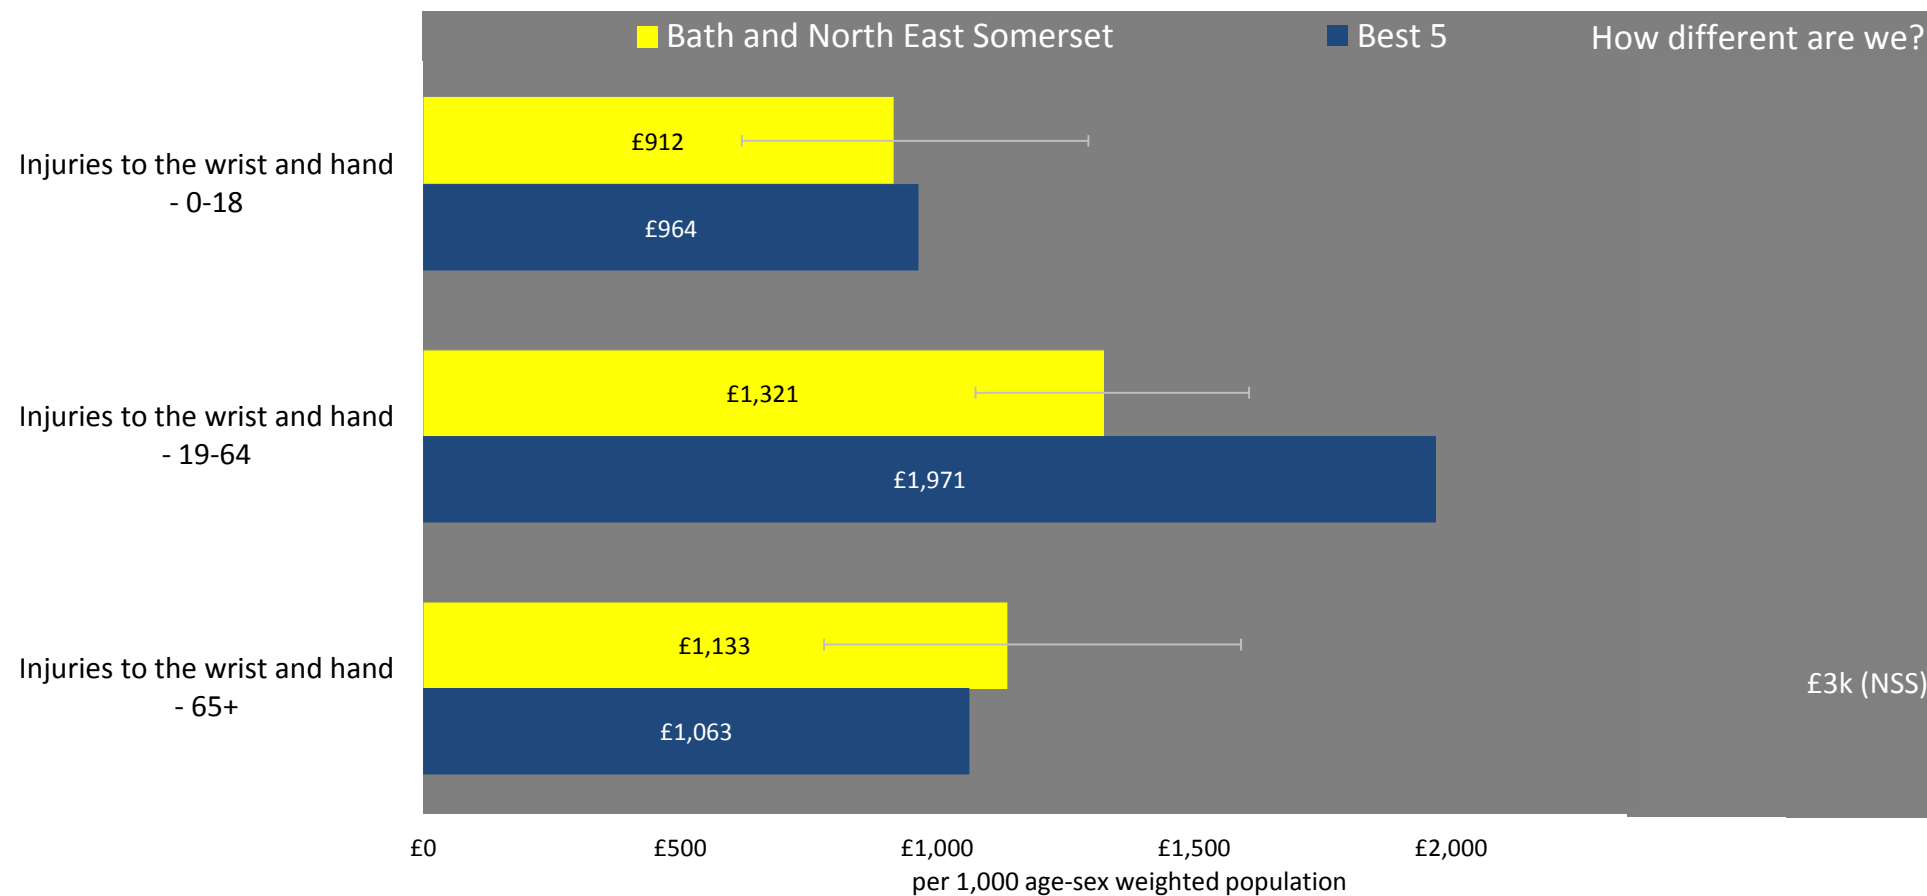 Bath and North East Somerset Best 5 How different are we?
Injuries to the wrist and hand
- 0-18
£912
£964
Injuries to the wrist and hand
- 19-64
£1,321
£1,971
Injuries to the wrist and hand
- 65+
£1,133
£1,063
£3k (NSS)
£0 £500 £1,000 £1,500 £2,000
per 1,000 age-sex weighted population